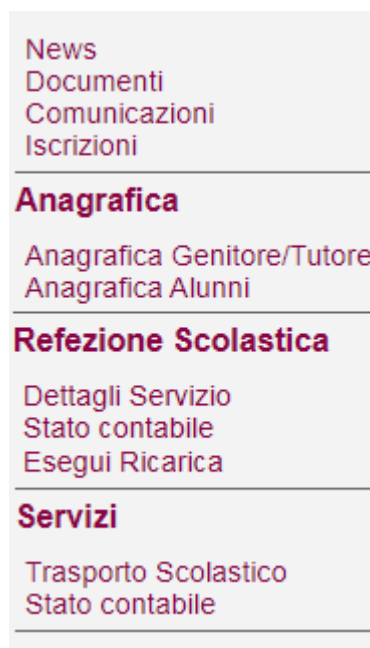 News
Documenti
Comunicazioni
Iscrizioni
Anagrafica
Anagrafica Genitore/Tutore
Anagrafica Alunni
Refezione Scolastica
Dettagli Servizio
Stato contabile
Esegui Ricarica
Servizi
Trasporto Scolastico
Stato contabile